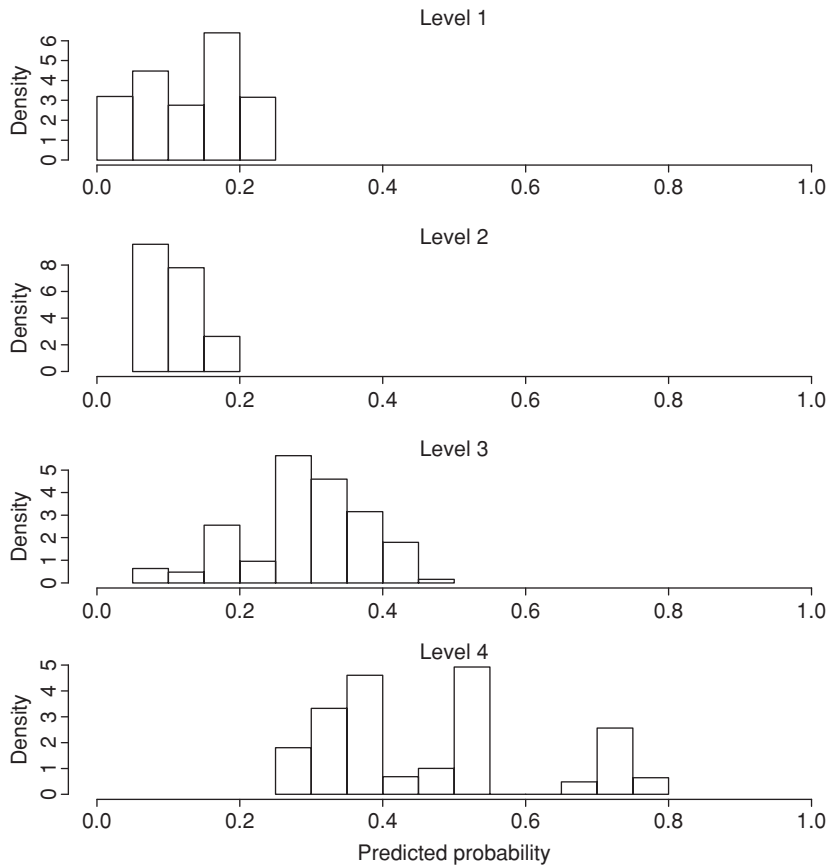 Level 1
Density
0 1 2 3 4 5 6
0.0 0.2 0.4 0.6 0.8 1.0
Level 2
Density
0 2 4 6 8
0.0 0.2 0.4 0.6 0.8 1.0
Level 3
Density
0 1 2 3 4 5
0.0 0.2 0.4 0.6 0.8 1.0
Level 4
Density
0 1 2 3 4 5
0.0 0.2 0.4 0.6 0.8 1.0
Predicted probability